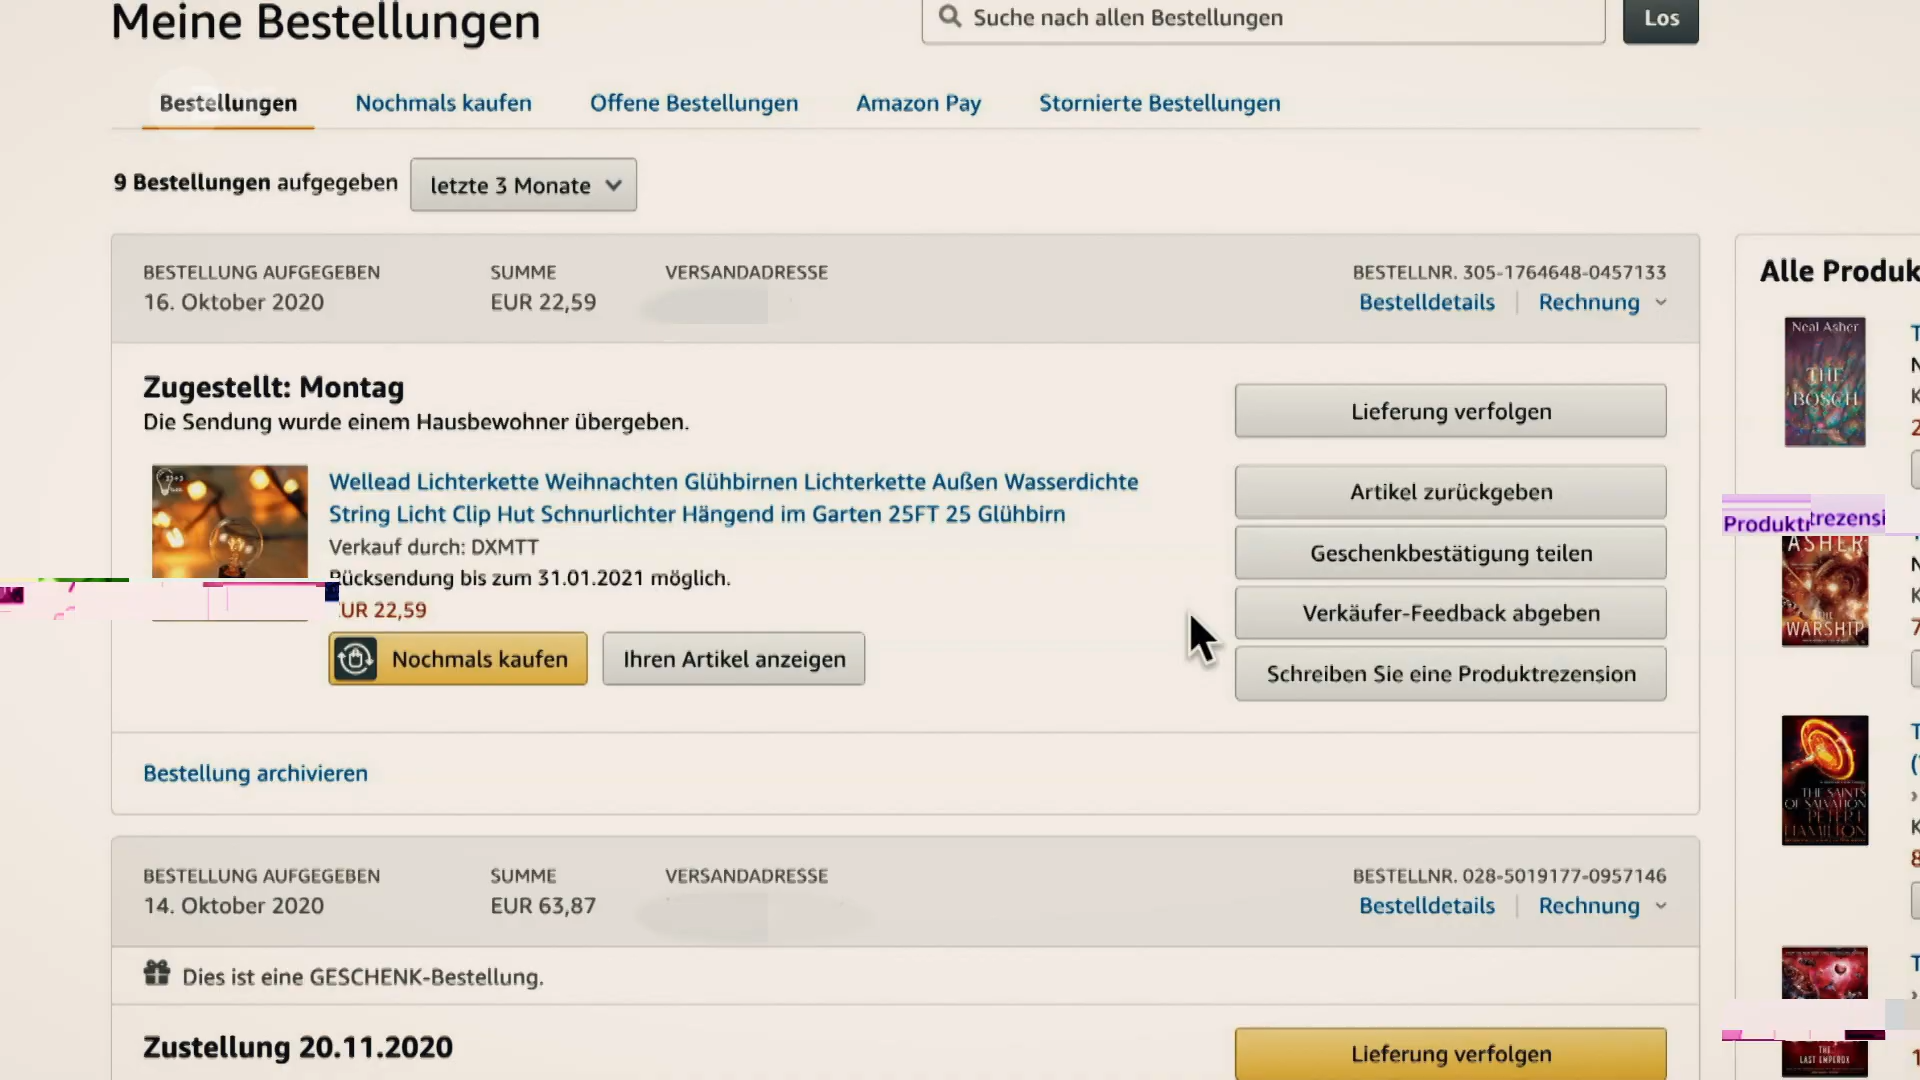 Meine Bestellungen
Suche nach allen Bestellungen
Los
Bestellungen
Nochmals kaufen
Offene Bestellungen
Amazon Pay
Stornierte Bestellungen
9 Bestellungen aufgegeben
letzte 3 Monate
BESTELLUNG AUFGEGEBEN
16. Oktober 2020
SUMME
EUR 22,59
VERSANDADRESSE
BESTELLNR. 305-1764648-0457133
Bestelldetails
Rechnung
Zugestellt: Montag
Die Sendung wurde einem Hausbewohner übergeben.
Wellead Lichterkette Weihnachten Glühbirnen Lichterkette Außen Wasserdichte
String Licht Clip Hut Schnurlichter Hängend im Garten 25FT 25 Glühbirn
Verkauf durch: DXMTT
Rücksendung bis zum 31.01.2021 möglich.
UR 22,59
Nochmals kaufen
Ihren Artikel anzeigen
Lieferung verfolgen
Artikel zurückgeben
Geschenkbestätigung teilen
Verkäufer-Feedback abgeben
Schreiben Sie eine Produktrezension
Bestellung archivieren
BESTELLUNG AUFGEGEBEN
14. Oktober 2020
SUMME
EUR 63,87
VERSANDADRESSE
BESTELLNR. 028-5019177-0957146
Bestelldetails
Rechnung
Dies ist eine GESCHENK-Bestellung.
Zustellung 20.11.2020
Lieferung verfolgen
Alle Produk
Neal Asher
THE
BOSCH
Produktr
trezensi
ASHER
THE
WARSHIP
THE SAINTS
OF SALVATION
PETER F
HAMILTON
THE
LAST EMPEROX